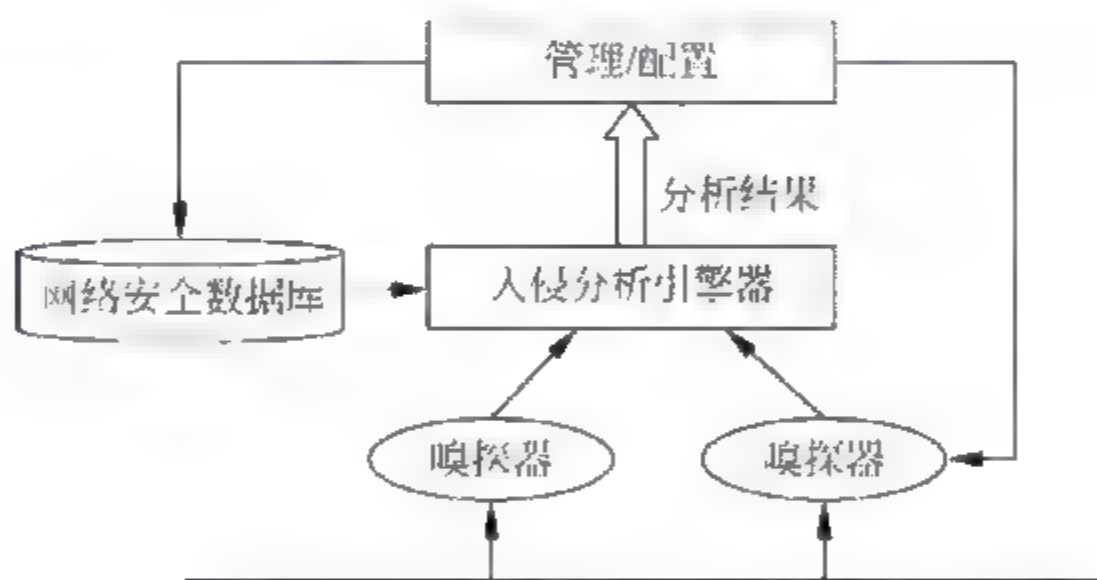 管理/配置
分析结果
网络安全数据库
入侵分析引擎器
嗅探器
嗅探器